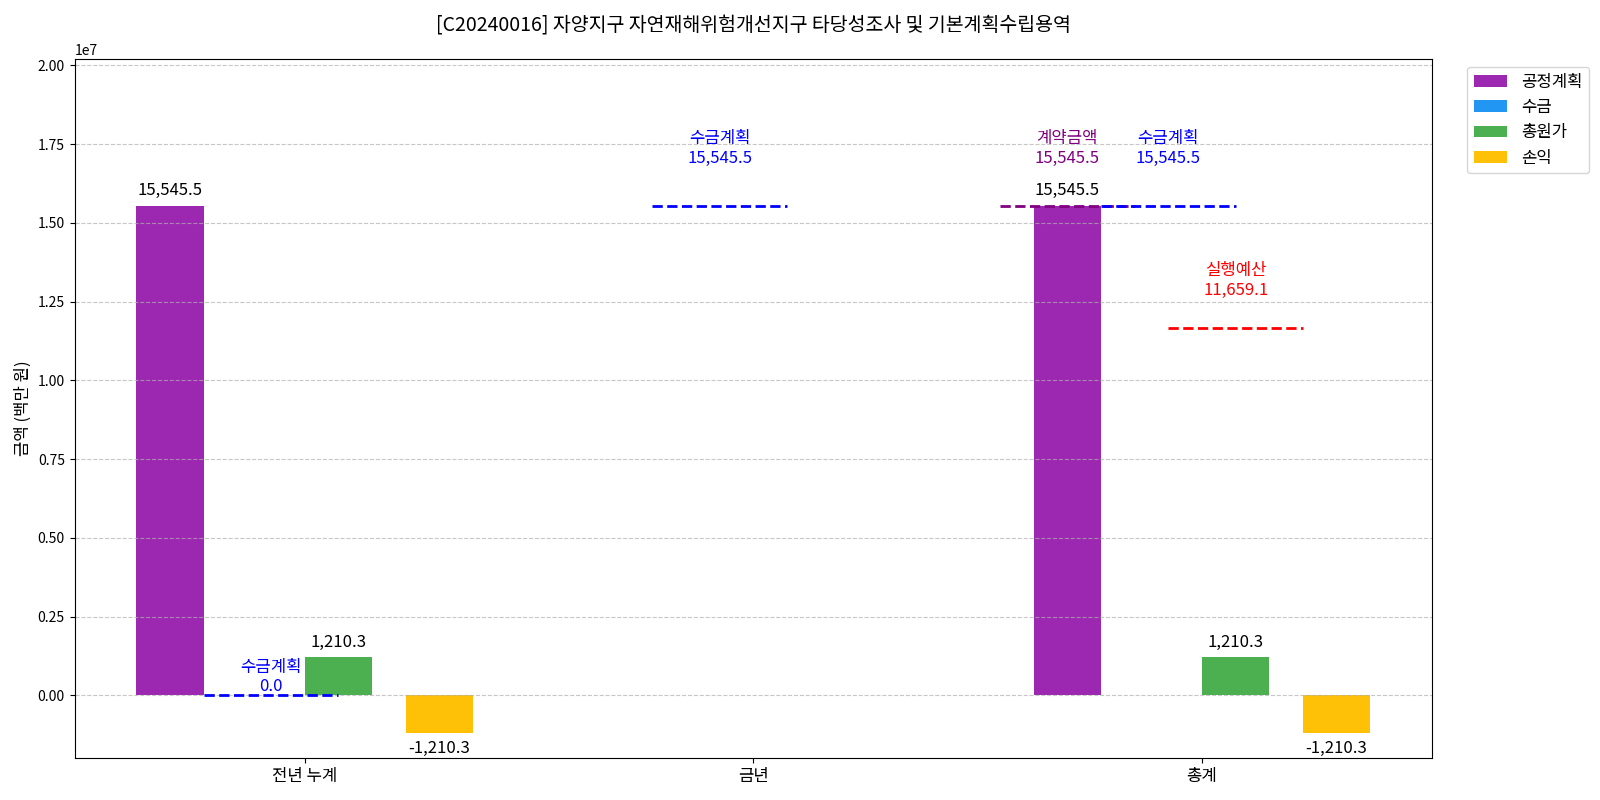 [C20240016] 자양지구 자연재해위험개선지구 타당성조사 및 기본계획수립용역
1e7
2.00
1.75
1.50
1.25
1.00
0.75
0.50
0.25
0.00
금액 (백만 원)
15,545.5
수금계획
0.0
1,210.3
-1,210.3
수금계획
15,545.5
계약금액
15,545.5
15,545.5
수금계획
15,545.5
실행예산
11,659.1
1,210.3
-1,210.3
전년 누계
금년
총계
공정계획
수금
총원가
손익